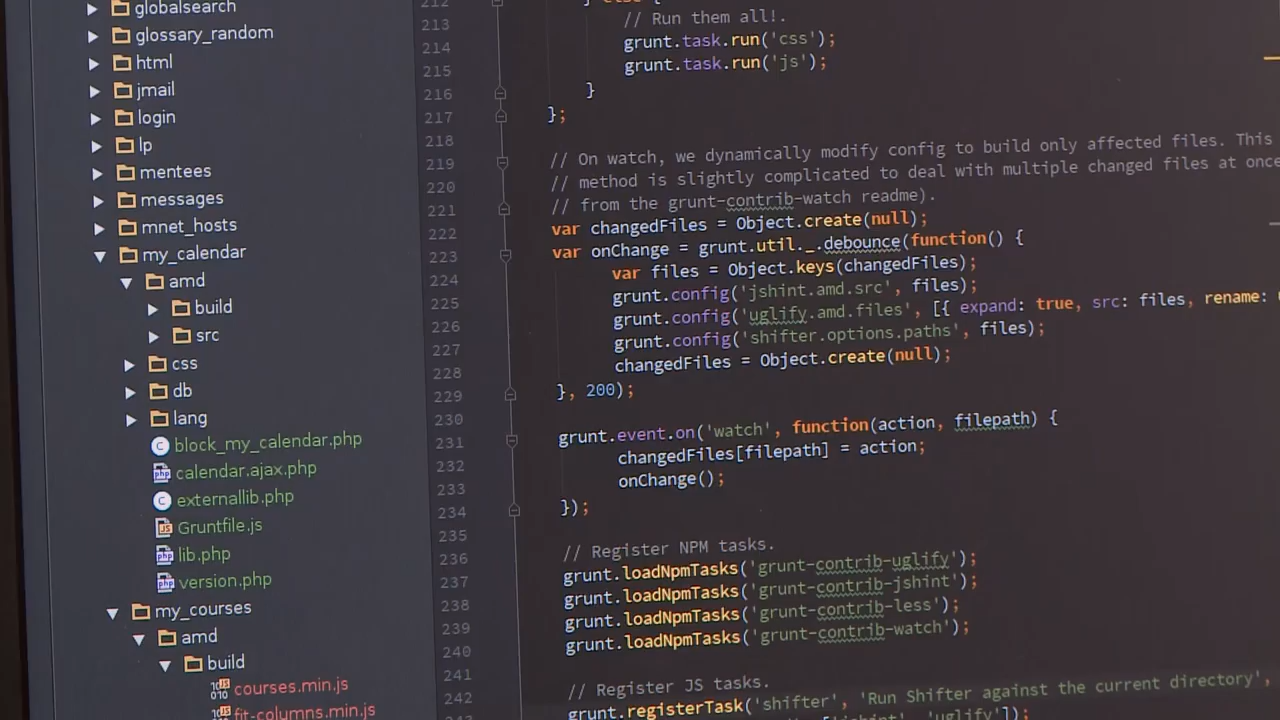 globalsearch
glossary_random
html
jmail
login
lp
mentees
messages
mnet_hosts
my_calendar
amd
build
src
css
db
lang
block_my_calendar.php
calendar.ajax.php
externallib.php
Gruntfile.js
lib.php
version.php
my_courses
amd
build
courses.min.js
fit-columns.min.js
212 } else {
213 // Run them all!.
214 grunt.task.run('css');
215 grunt.task.run('js');
216 }
217 };
218
219 // On watch, we dynamically modify config to build only affected files. This
220 // method is slightly complicated to deal with multiple changed files at once
221 // from the grunt-contrib-watch readme).
222 var changedFiles = Object.create(null);
223 var onChange = grunt.util._.debounce(function() {
224 var files = Object.keys(changedFiles);
225 grunt.config('jshint.amd.src', files);
226 grunt.config('uglify.amd.files', [{ expand: true, src: files, rename:
227 grunt.config('shifter.options.paths', files);
228 changedFiles = Object.create(null);
229 }, 200);
230
231 grunt.event.on('watch', function(action, filepath) {
232 changedFiles[filepath] = action;
233 onChange();
234 });
235
236 // Register NPM tasks.
237 grunt.loadNpmTasks('grunt-contrib-uglify');
238 grunt.loadNpmTasks('grunt-contrib-jshint');
239 grunt.loadNpmTasks('grunt-contrib-less');
240 grunt.loadNpmTasks('grunt-contrib-watch');
241
242 // Register JS tasks.
grunt.registerTask('shifter', 'Run Shifter against the current directory',
'jshint', 'uglify']);